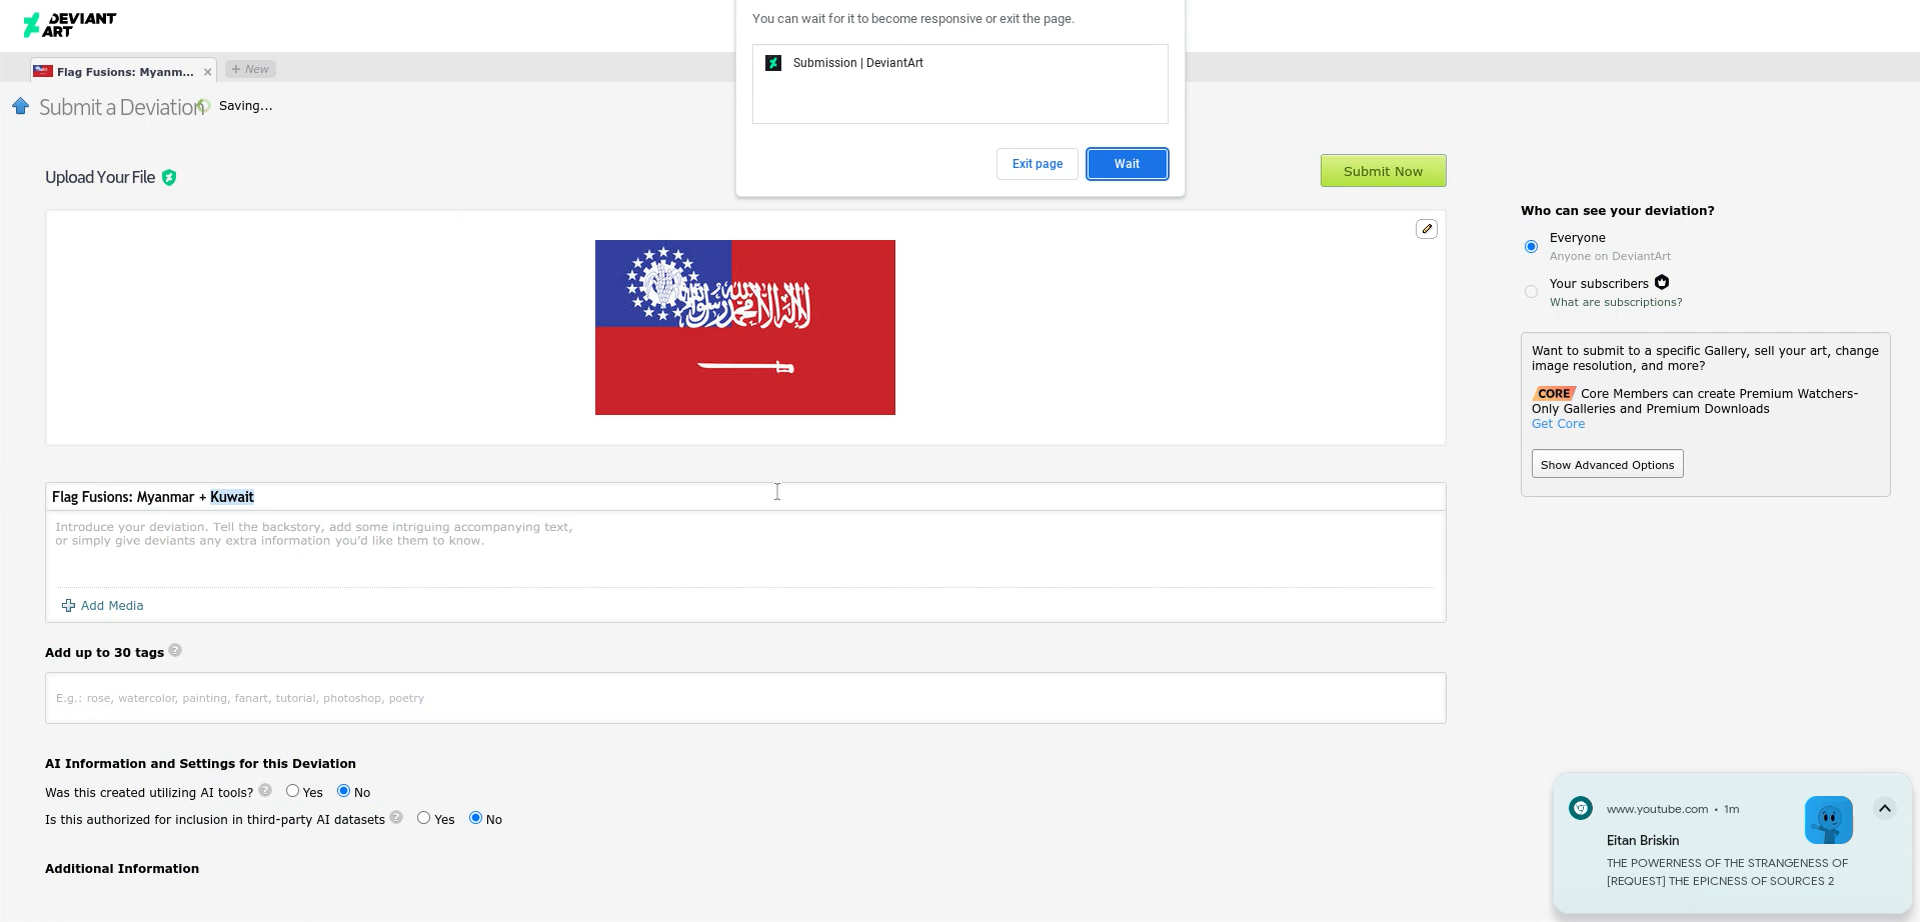 DEVIANT
ART
Flag Fusions: Myanm...
+ New
Submit a Deviation
Saving...
You can wait for it to become responsive or exit the page.
Submission | DeviantArt
Exit page
Wait
Upload Your File
Submit Now
Who can see your deviation?
Everyone
Anyone on DeviantArt
Your subscribers
What are subscriptions?
Want to submit to a specific Gallery, sell your art, change
image resolution, and more?
CORE Core Members can create Premium Watchers-
Only Galleries and Premium Downloads
Get Core
Show Advanced Options
لا إله إلا الله محمد رسول الله
Flag Fusions: Myanmar + Kuwait
Introduce your deviation. Tell the backstory, add some intriguing accompanying text,
or simply give deviants any extra information you'd like them to know.
Add Media
Add up to 30 tags ?
E.g.: rose, watercolor, painting, fanart, tutorial, photoshop, poetry
AI Information and Settings for this Deviation
Was this created utilizing AI tools? ? Yes No
Is this authorized for inclusion in third-party AI datasets ? Yes No
Additional Information
www.youtube.com • 1m
Eitan Briskin
THE POWERNESS OF THE STRANGENESS OF
[REQUEST] THE EPICNESS OF SOURCES 2